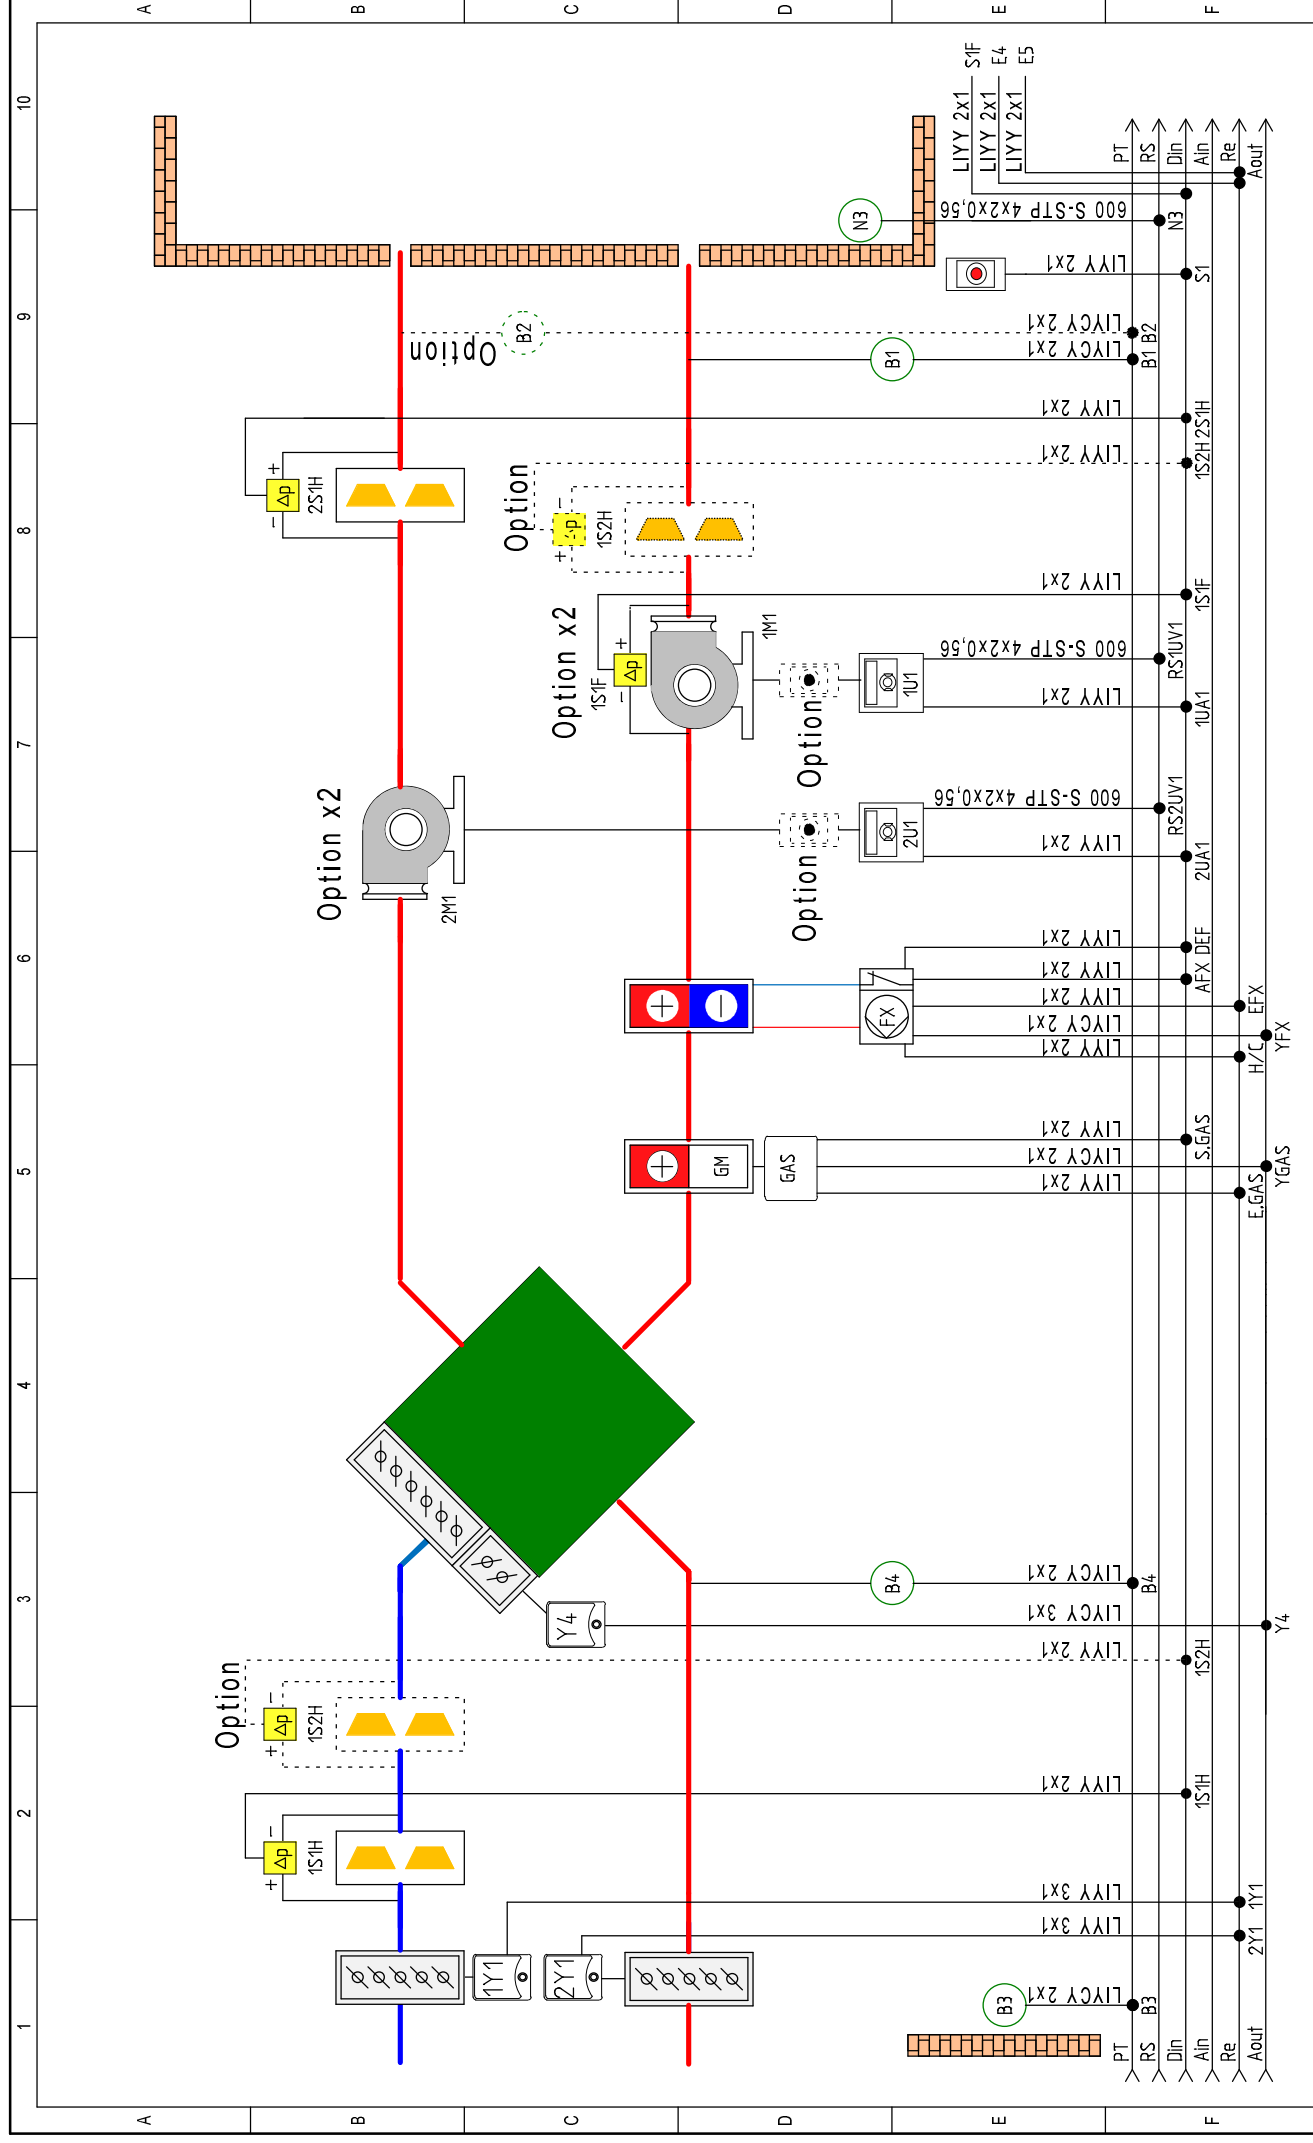 A
B
C
D
E
F
10
9
8
7
6
5
4
3
2
1
S1F
E4
E5
LIYY 2x1
LIYY 2x1
LIYY 2x1
PT
RS
Din
Ain
Re
Aout
N3
600 S-STP 4x2x0,56
N3
LIYY 2x1
S1
Option
B2
LIYCY 2x1
B2
B1
LIYCY 2x1
B1
+
Δp
−
2S1H
LIYY 2x1
2S1H
Option
−
Δp
+
1S2H
LIYY 2x1
1S2H
Option x2
+
Δp
−
1S1F
LIYY 2x1
1S1F
1M1
Option
1U1
600 S-STP 4x2x0,56
RS1UV1
LIYY 2x1
1UA1
Option x2
2M1
Option
2U1
600 S-STP 4x2x0,56
RS2UV1
LIYY 2x1
2UA1
FX
LIYY 2x1
DEF
LIYY 2x1
AFX
LIYY 2x1
EFX
LIYCY 2x1
YFX
LIYY 2x1
H/C
GM
GAS
LIYY 2x1
S.GAS
LIYCY 2x1
YGAS
LIYY 2x1
E.GAS
B4
LIYCY 2x1
B4
Y4
LIYCY 3x1
Y4
Option
−
Δp
+
1S2H
LIYY 2x1
1S2H
−
Δp
+
1S1H
LIYY 2x1
1S1H
1Y1
LIYY 3x1
1Y1
2Y1
LIYY 3x1
2Y1
B3
LIYCY 2x1
B3
PT
RS
Din
Ain
Re
Aout
A
B
C
D
E
F